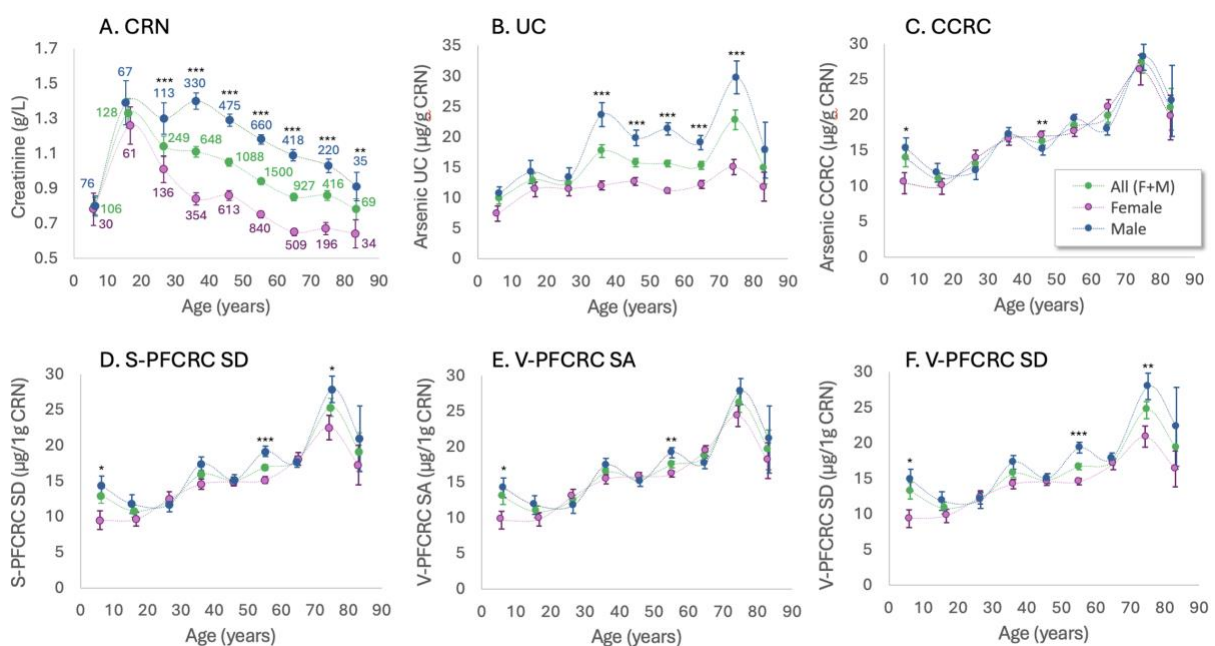 A. CRN
Creatinine (g/L)
1.7
1.5
1.3
1.1
0.9
0.7
0.5
67
***
113
***
330
***
475
***
660
***
418
***
220
**
35
128
249
648
1088
1500
927
416
69
76
106
30
61
136
354
613
840
509
196
34
0 10 20 30 40 50 60 70 80 90
Age (years)
B. UC
Arsenic UC (µg/g CRN)
35
30
25
20
15
10
5
0
*** *** *** *** ***
0 10 20 30 40 50 60 70 80 90
Age (years)
C. CCRC
Arsenic CCRC (µg/g CRN)
30
25
20
15
10
5
0
* **
All (F+M)
Female
Male
0 10 20 30 40 50 60 70 80 90
Age (years)
D. S-PFCRC SD
S-PFCRC SD (µg/1g CRN)
30
25
20
15
10
5
0
* *** *
0 10 20 30 40 50 60 70 80 90
Age (years)
E. V-PFCRC SA
V-PFCRC SA (µg/1g CRN)
30
25
20
15
10
5
0
* **
0 10 20 30 40 50 60 70 80 90
Age (years)
F. V-PFCRC SD
V-PFCRC SD (µg/1g CRN)
30
25
20
15
10
5
0
* *** **
0 10 20 30 40 50 60 70 80 90
Age (years)